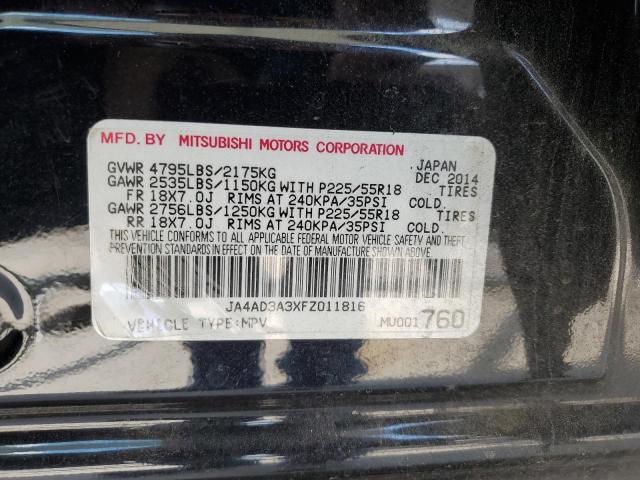 MFD. BY MITSUBISHI MOTORS CORPORATION
GVWR 4795LBS/2175KG JAPAN DEC 2014
GAWR 2535LBS/1150KG WITH P225/55R18 TIRES
FR 18X7.0J RIMS AT 240KPA/35PSI COLD.
GAWR 2756LBS/1250KG WITH P225/55R18 TIRES
RR 18X7.0J RIMS AT 240KPA/35PSI COLD.
THIS VEHICLE CONFORMS TO ALL APPLICABLE FEDERAL MOTOR VEHICLE SAFETY AND THEFT
PREVENTION STANDARDS IN EFFECT ON THE DATE OF MANUFACTURE SHOWN ABOVE.
JA4AD3A3XFZ011816
VEHICLE TYPE:MPV MU001760